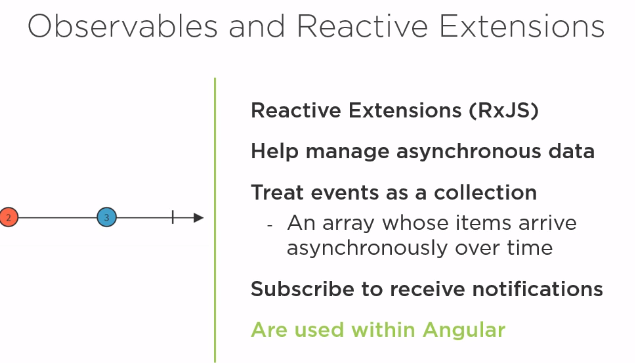 Observables and Reactive Extensions
2
3
Reactive Extensions (RxJS)
Help manage asynchronous data
Treat events as a collection
- An array whose items arrive
asynchronously over time
Subscribe to receive notifications
Are used within Angular